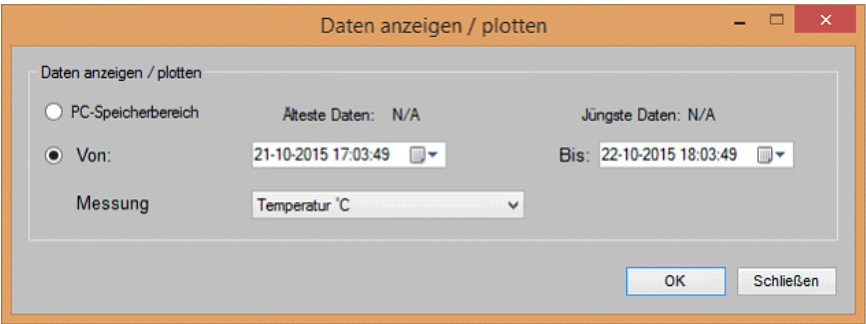 Daten anzeigen / plotten
Daten anzeigen / plotten
PC-Speicherbereich Älteste Daten: N/A Jüngste Daten: N/A
Von: 21-10-2015 17:03:49 Bis: 22-10-2015 18:03:49
Messung Temperatur °C
OK Schließen